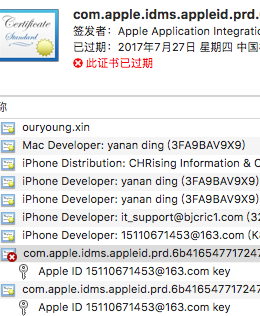 Certificate
Standard
com.apple.idms.appleid.prd.
签发者：Apple Application Integratio
已过期：2017年7月27日 星期四 中国
此证书已过期
称
ouryoung.xin
Mac Developer: yanan ding (3FA9BAV9X9)
iPhone Distribution: CHRising Information & C
iPhone Developer: yanan ding (3FA9BAV9X9)
iPhone Developer: yanan ding (3FA9BAV9X9)
iPhone Developer: it_support@bjcric1.com (32
iPhone Developer: 15110671453@163.com (Ka
com.apple.idms.appleid.prd.6b416547717247
Apple ID 15110671453@163.com key
com.apple.idms.appleid.prd.6b416547717247
Apple ID 15110671453@163.com key